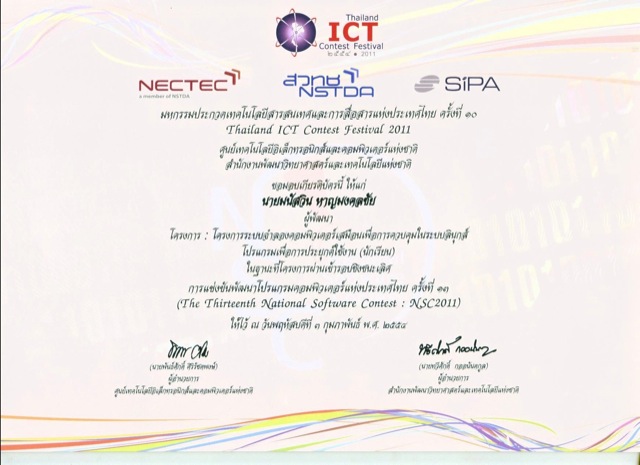 Thailand
ICT
Contest Festival
๒๕๕๔ • 2011
NECTEC
a member of NSTDA
สวทช
NSTDA
SiPA
มหกรรมประกวดเทคโนโลยีสารสนเทศและการสื่อสารแห่งประเทศไทย ครั้งที่ ๑๐
Thailand ICT Contest Festival 2011
ศูนย์เทคโนโลยีอิเล็กทรอนิกส์และคอมพิวเตอร์แห่งชาติ
สำนักงานพัฒนาวิทยาศาสตร์และเทคโนโลยีแห่งชาติ
ขอมอบเกียรติบัตรนี้ ให้แก่
นายมนัสวิน หาญมงคลชัย
ผู้พัฒนา
โครงการ : โครงการระบบจำลองคอมพิวเตอร์เสมือนเพื่อการควบคุมในระบบลินุกส์
โปรแกรมเพื่อการประยุกต์ใช้งาน (นักเรียน)
ในฐานะที่โครงการผ่านเข้ารอบชิงชนะเลิศ
การแข่งขันพัฒนาโปรแกรมคอมพิวเตอร์แห่งประเทศไทย ครั้งที่ ๑๓
(The Thirteenth National Software Contest : NSC2011)
ให้ไว้ ณ วันพฤหัสบดีที่ ๓ กุมภาพันธ์ พ.ศ. ๒๕๕๔
(นายพันธ์ศักดิ์ ศิริรัชตพงษ์)
ผู้อำนวยการ
ศูนย์เทคโนโลยีอิเล็กทรอนิกส์และคอมพิวเตอร์แห่งชาติ
(นายทวีศักดิ์ กออนันตกูล)
ผู้อำนวยการ
สำนักงานพัฒนาวิทยาศาสตร์และเทคโนโลยีแห่งชาติ